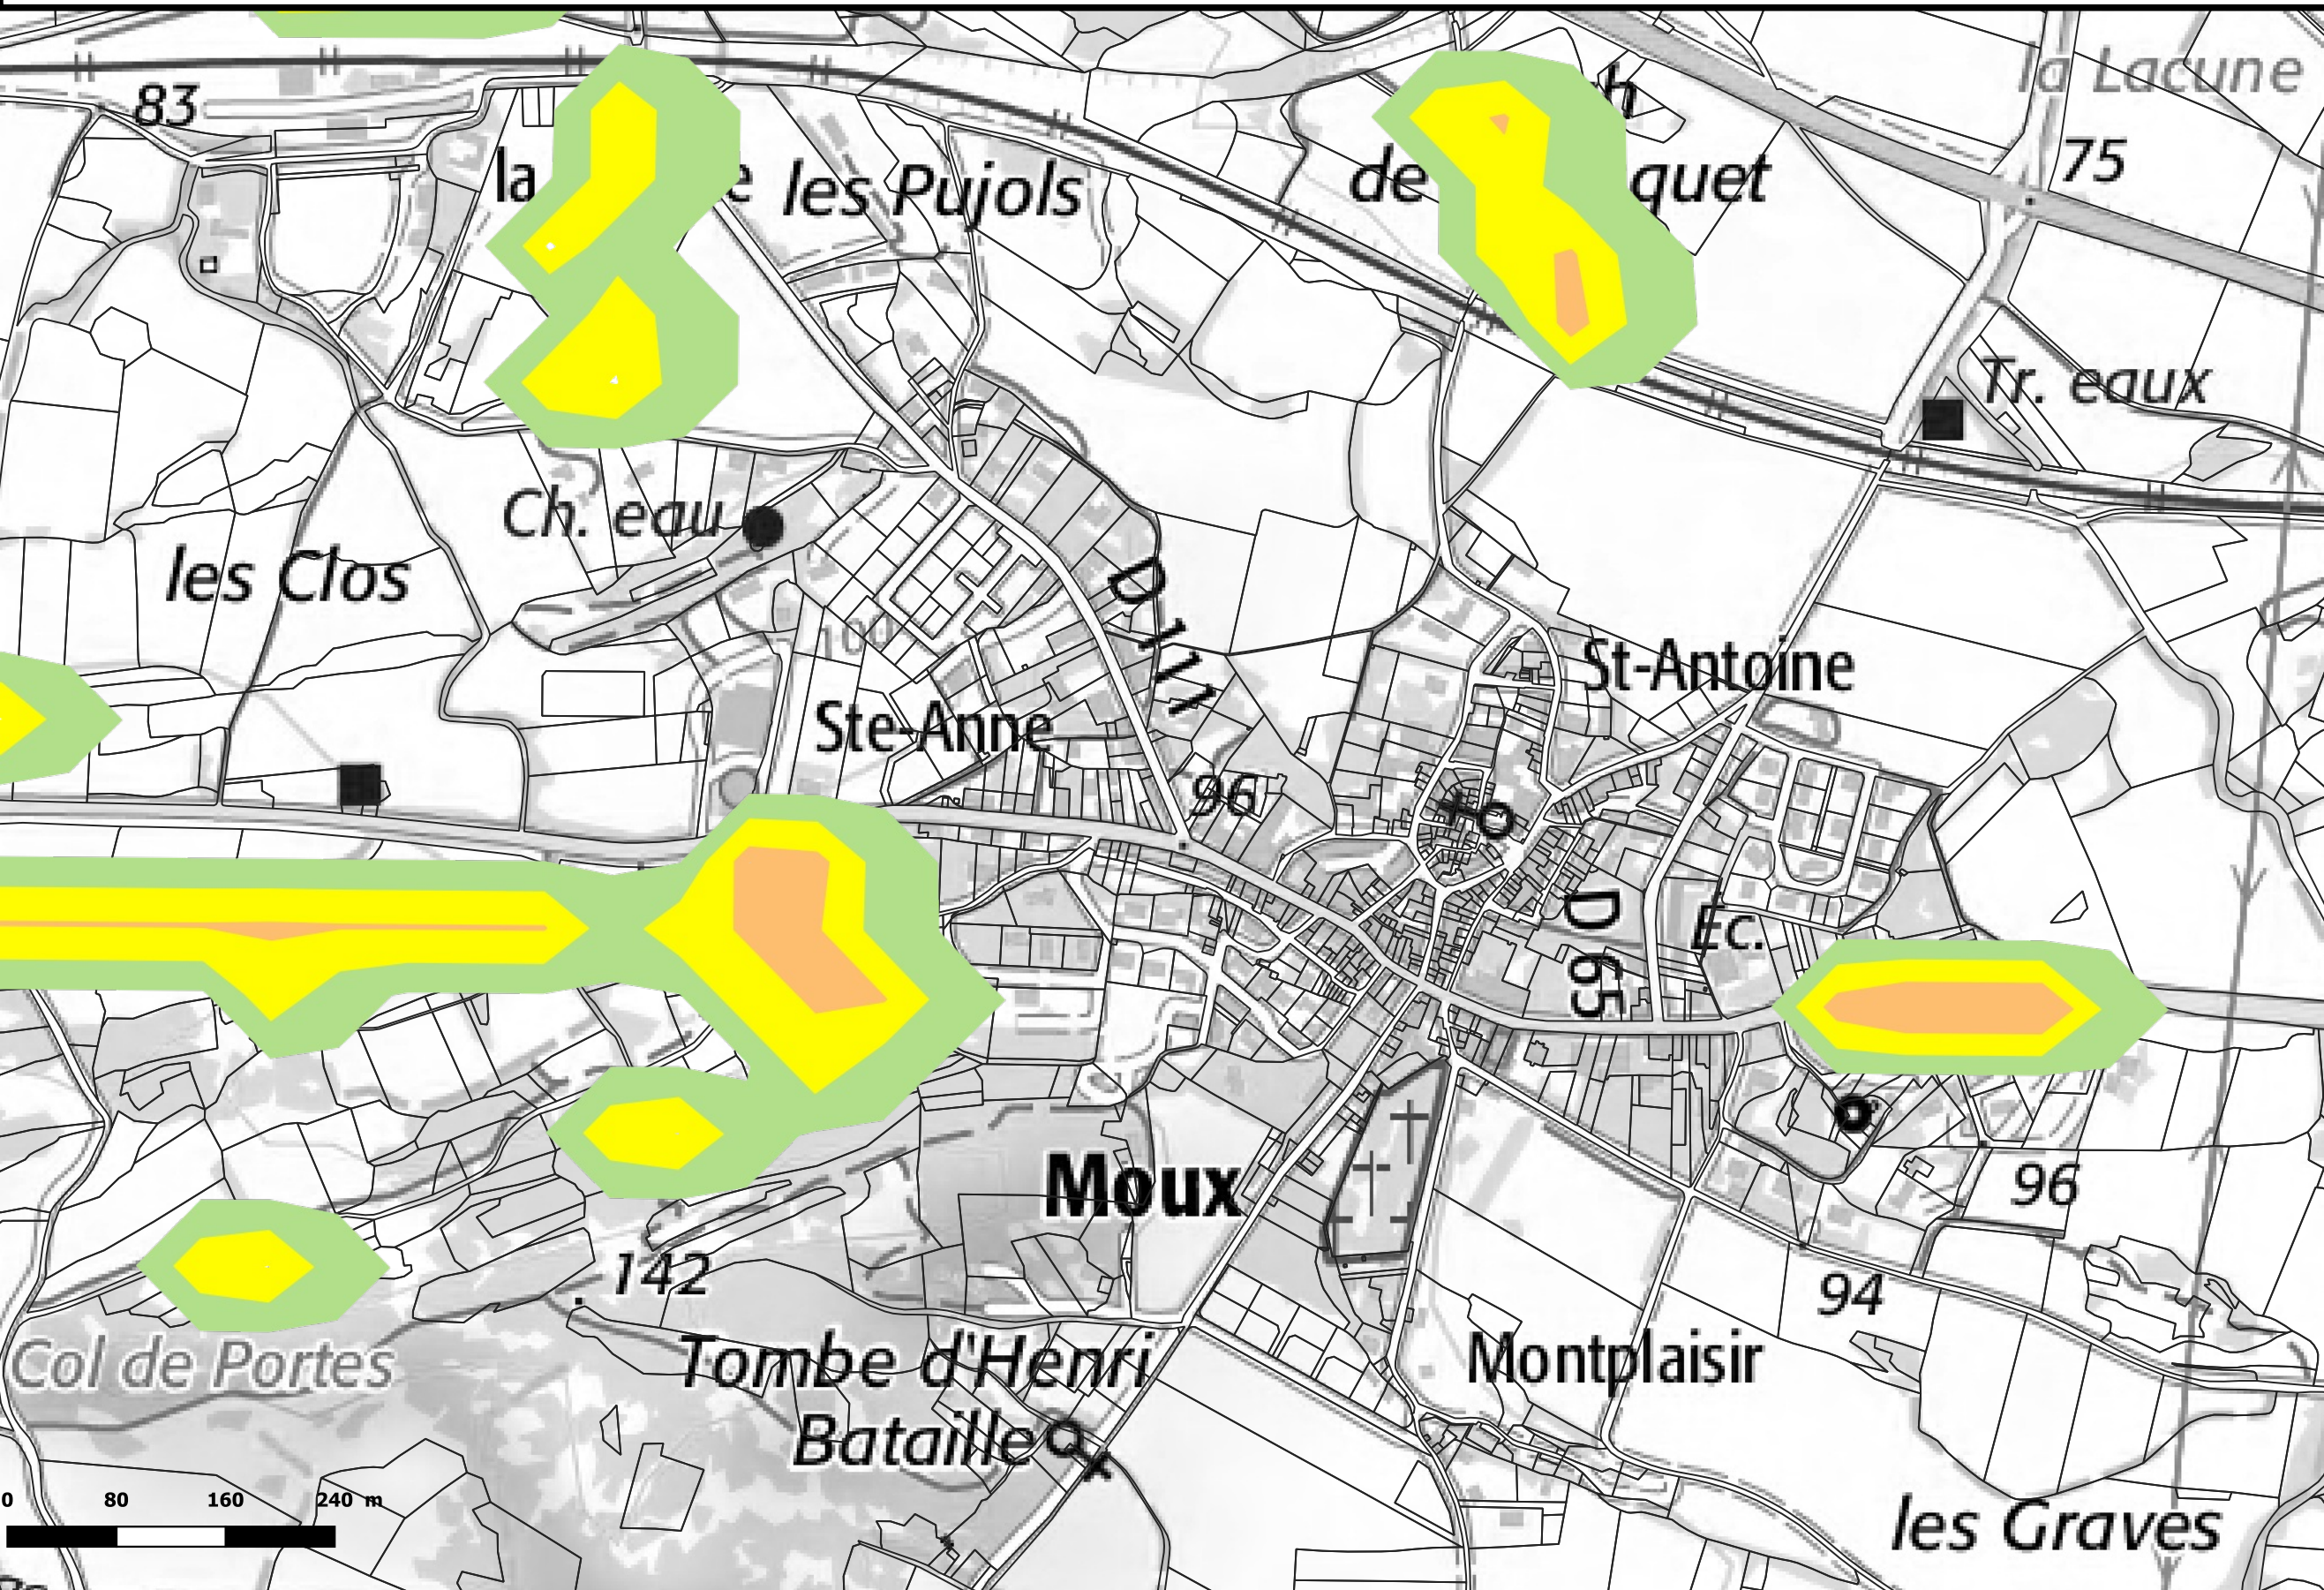 la Lacune
83
75
la
e
les Pujols
h
de
quet
Tr. eaux
Ch. eau
les Clos
D 111
100
St-Antoine
Ste-Anne
96
D 65
Ec.
Moux
96
142
94
Col de Portes
Tombe d'Henri
Bataille
Montplaisir
0 80 160 240 m
les Graves